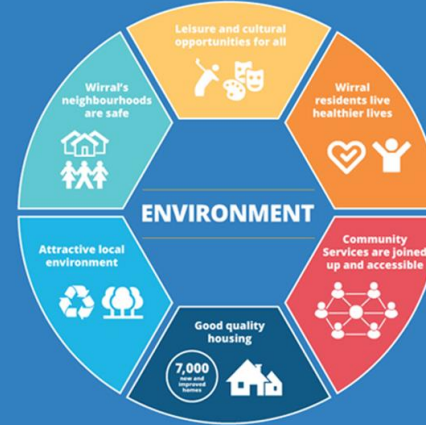 Leisure and cultural
opportunities for all
Wirral
residents live
healthier lives
Community
Services are joined
up and accessible
Good quality
housing
7,000
new and
improved
homes
Attractive local
environment
Wirral's
neighbourhoods
are safe
ENVIRONMENT